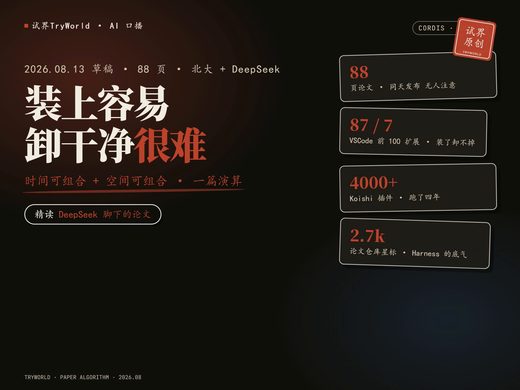 试界TryWorld • AI 口播
CORDIS ·
试界
原创
TRYWORLD
2026.08.13 草稿 • 88 页 • 北大 + DeepSeek
装上容易
卸干净很难
时间可组合 + 空间可组合 • 一篇演算
精读 DeepSeek 脚下的论文
88
页论文 • 同天发布 无人注意
87 / 7
VSCode 前 100 扩展 • 装了卸不掉
4000+
Koishi 插件 • 跑了四年
2.7k
论文仓库星标 • Harness 的底气
TRYWORLD · PAPER ALGORITHM · 2026.08